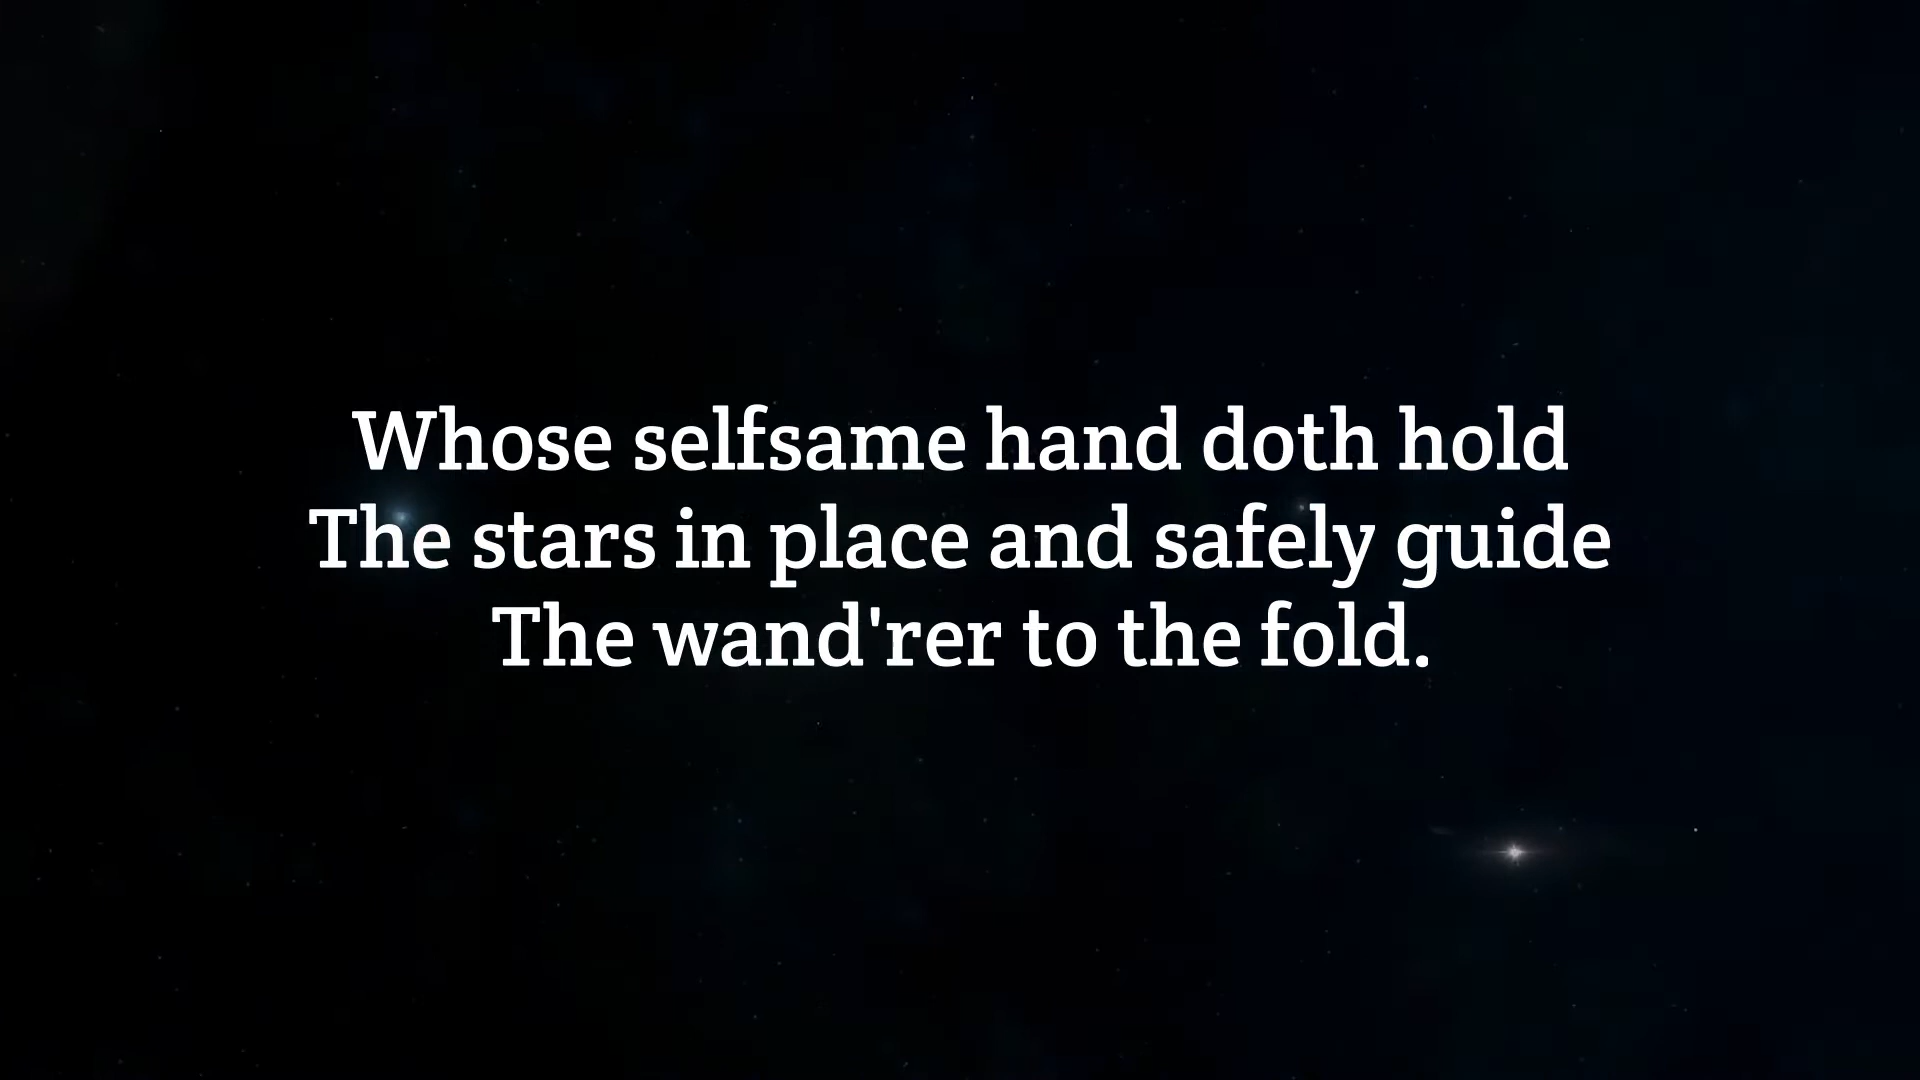 Whose selfsame hand doth hold
The stars in place and safely guide
The wand'rer to the fold.